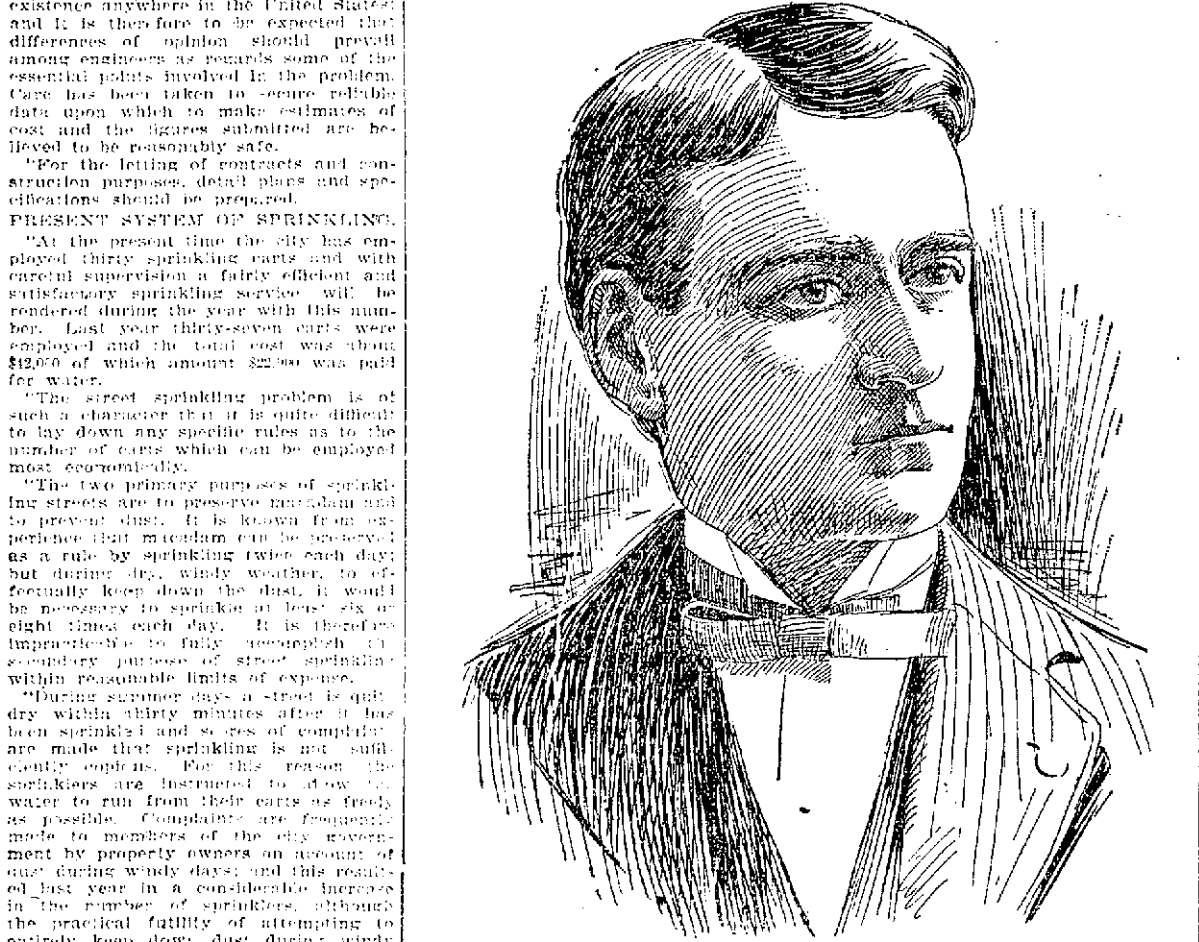 existence anywhere in the United States;
and it is therefore to be expected that
differences of opinion should prevail
among engineers as regards some of the
essential points involved in the problem.
Care has been taken to secure reliable
data upon which to make estimates of
cost and the figures submitted are be-
lieved to be reasonably safe.
"For the letting of contracts and con-
struction purposes, detail plans and spe-
cifications should be prepared.
PRESENT SYSTEM OF SPRINKLING.
"At the present time the city has em-
ployed thirty sprinkling carts and with
careful supervision a fairly efficient and
satisfactory sprinkling service will be
rendered during the year with this num-
ber. Last year thirty-seven carts were
employed and the total cost was about
of which amount was paid
for water.
"The street sprinkling problem is of
such a character that it is quite difficult
to lay down any specific rules as to the
number of carts which can be employed
most economically.
"The two primary purposes of sprinkl-
ing streets are to preserve macadam and
to prevent dust. It is known from ex-
perience that macadam can be preserved
as a rule by sprinkling twice each day;
but during dry, windy weather, to ef-
fectually keep down the dust, it would
be necessary to sprinkle at least six or
eight times each day. It is therefore
impracticable to fully accomplish
secondary purpose of street sprinkling
within reasonable limits of expense.
"During summer days a street is
dry within thirty minutes after it has
been sprinkled and scores of
are made that sprinkling is not
ciently copious. For this reason the
sprinklers are instructed to
water to run from their carts as freely
as possible. Complaints are frequently
made to members of the city govern-
ment by property owners on account of
dust during windy days; and this result-
ed last year in a considerable increase
in the number of sprinklers, although
the practical futility of attempting to
entirely keep down dust during windy